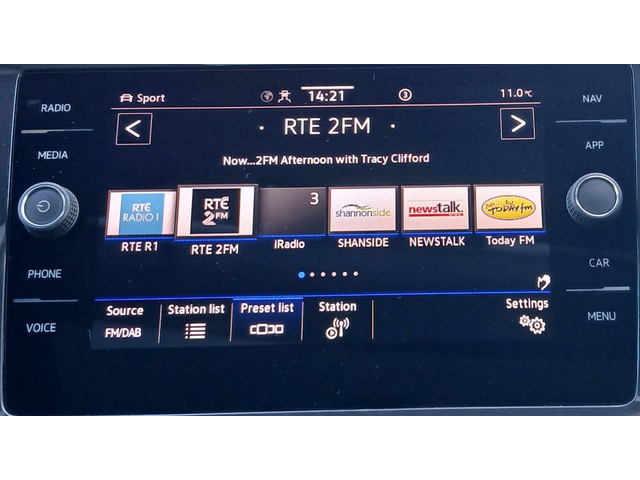 RADIO
MEDIA
PHONE
VOICE
Sport
14:21
3
11.0°C
RTE 2FM
Now...2FM Afternoon with Tracy Clifford
RTÉ
RADIO 1
RTÉ
2FM
3
shannonside
newstalk
TODAY fm
RTE R1
RTE 2FM
iRadio
SHANSIDE
NEWSTALK
Today FM
Source
FM/DAB
Station list
Preset list
Station
Settings
NAV
APP
CAR
MENU